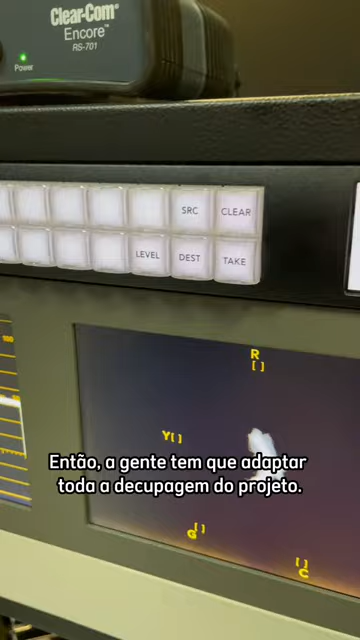 Clear-Com®
Encore™
RS-701
Power
SRC
CLEAR
LEVEL
DEST
TAKE
R
Y
G
C
Então, a gente tem que adaptar
toda a decupagem do projeto.